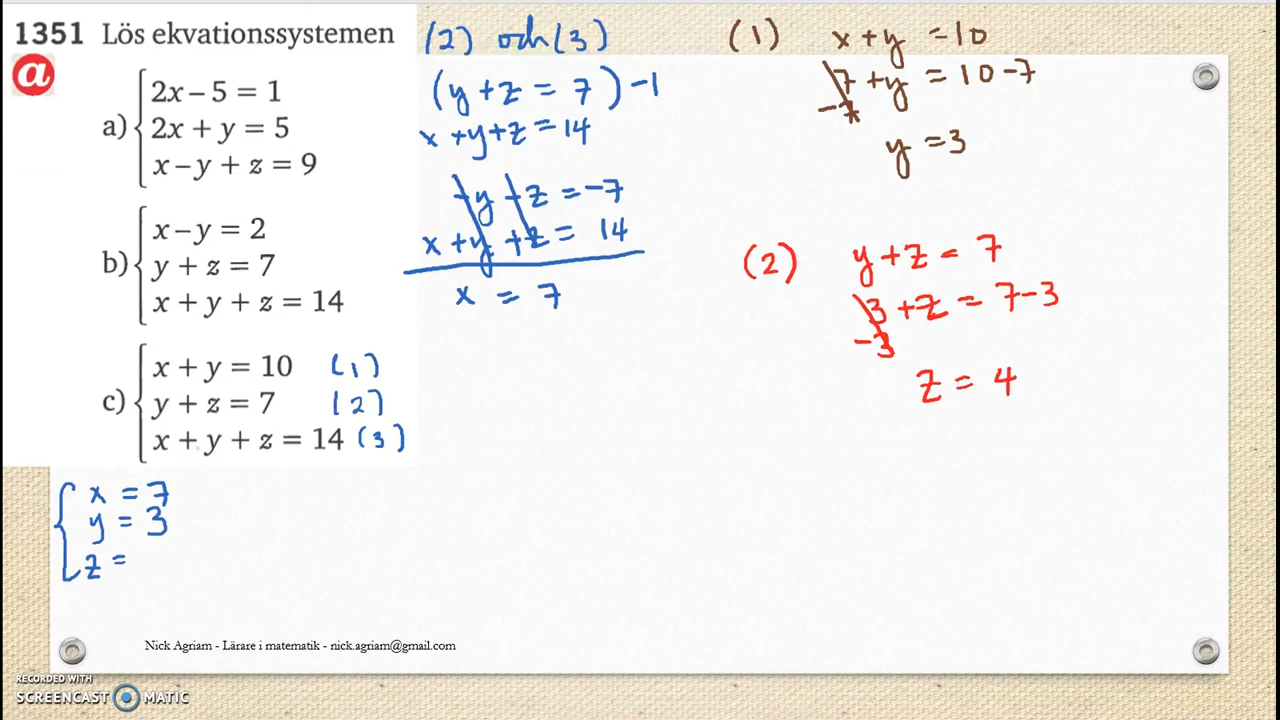 1351 Lös ekvationssystemen
a
a) 2x – 5 = 1
2x + y = 5
x – y + z = 9
b) x – y = 2
y + z = 7
x + y + z = 14
c) x + y = 10 (1)
y + z = 7 (2)
x + y + z = 14 (3)
x = 7
y = 3
z =
(2) och (3)
(y + z = 7) -1
x + y + z = 14
-y - z = -7
x + y + z = 14
x = 7
(1) x + y = 10
7 + y = 10 - 7
-7
y = 3
(2) y + z = 7
3 + z = 7 - 3
-3
z = 4
Nick Agriam - Lärare i matematik - nick.agriam@gmail.com
RECORDED WITH
SCREENCAST MATIC